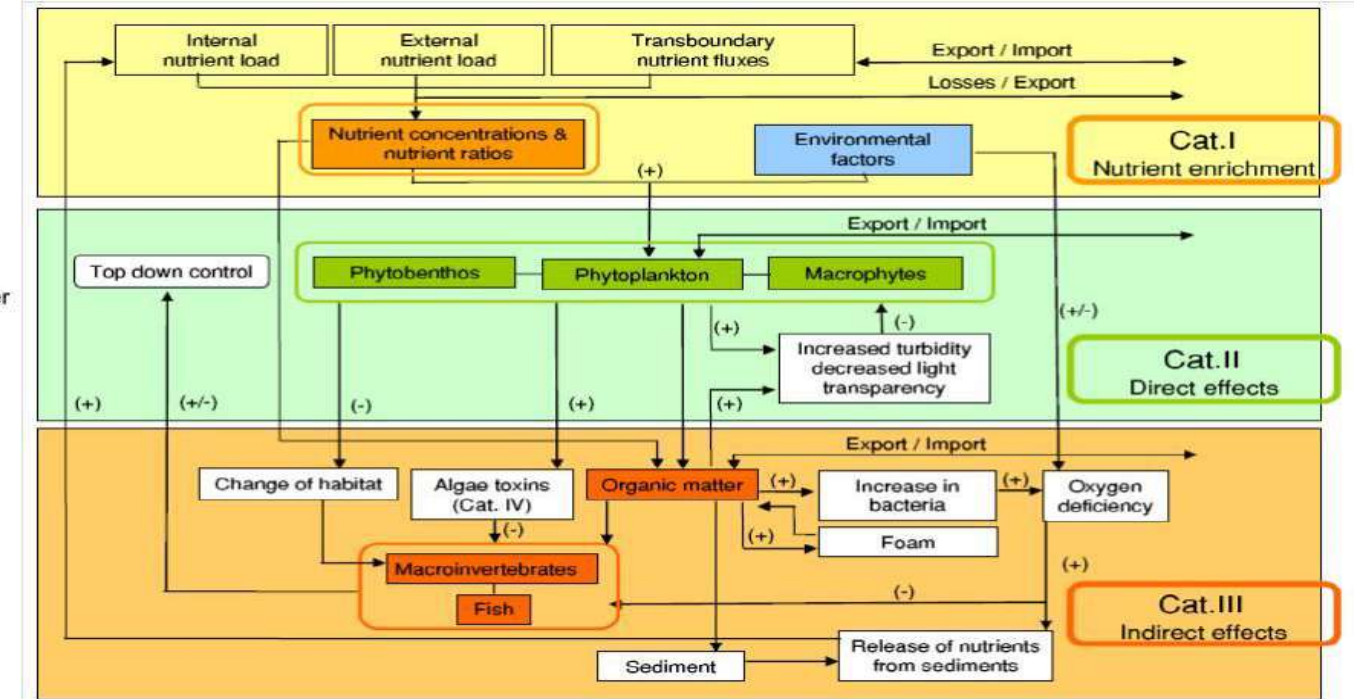 Internal
nutrient load
External
nutrient load
Transboundary
nutrient fluxes
Export / Import
Losses / Export
Nutrient concentrations &
nutrient ratios
Environmental
factors
Cat.I
Nutrient enrichment
(+)
Export / Import
Top down control
Phytobenthos
Phytoplankton
Macrophytes
er
(+)
(-)
(+/-)
Increased turbidity
decreased light
transparency
Cat.II
Direct effects
(+)
(+/-)
(-)
(+)
(+)
Export / Import
Change of habitat
Algae toxins
(Cat. IV)
Organic matter
(+)
Increase in
bacteria
(+)
Oxygen
deficiency
(-)
(+)
Foam
Macroinvertebrates
Fish
(+)
(-)
Cat.III
Indirect effects
Sediment
Release of nutrients
from sediments